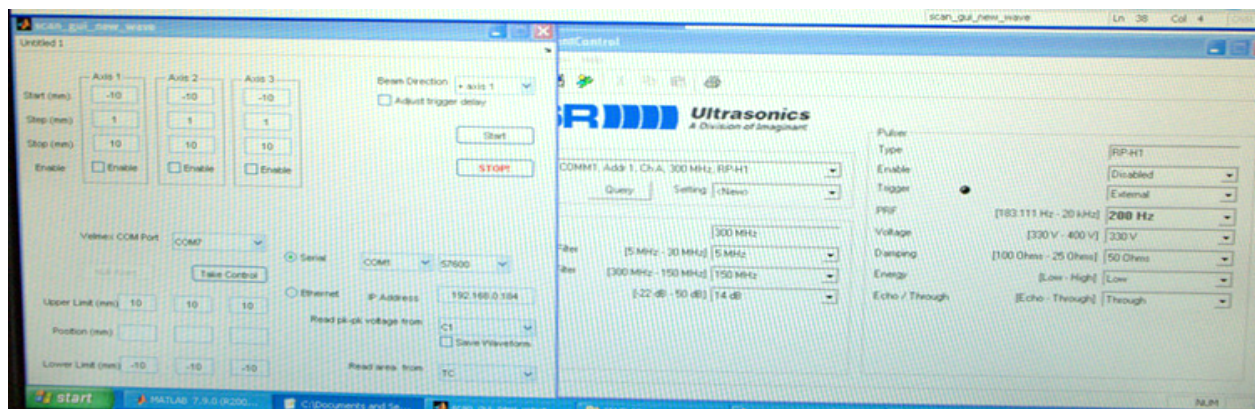 scan_gui_new_wave
Ln 38 Col 4
scan_gui_new_wave
Untitled 1
Axis 1 Axis 2 Axis 3
Beam Direction + axis 1
Start (mm) -10 -10 -10
Adjust trigger delay
Step (mm) 1 1 1
Start
Stop (mm) 10 10 10
Enable Enable Enable Enable
STOP!
Velmex COM Port COM7
Serial COM1 57600
Take Control
Ethernet IP Address 192.168.0.184
Upper Limit (mm) 10 10 10
Read pk-pk voltage from C1
Position (mm)
Save Waveform
Lower Limit (mm) -10 -10 -10
Read area from TC
SR Ultrasonics
A Division of Imaginant
COMM1, Addr 1, Ch A, 300 MHz, RP-H1
Query Setting <New>
300 MHz
Filter [5 MHz - 30 MHz] 5 MHz
Filter [300 MHz - 150 MHz] 150 MHz
[-22 dB - 50 dB] 14 dB
Pulser
Type RP-H1
Enable Disabled
Trigger External
PRF [183.111 Hz - 20 kHz] 200 Hz
Voltage [330 V - 400 V] 330 V
Damping [100 Ohms - 25 Ohms] 50 Ohms
Energy [Low - High] Low
Echo / Through [Echo - Through] Through
start
MATLAB 7.9.0 (R200...
C:\Documents and Se...
NUM